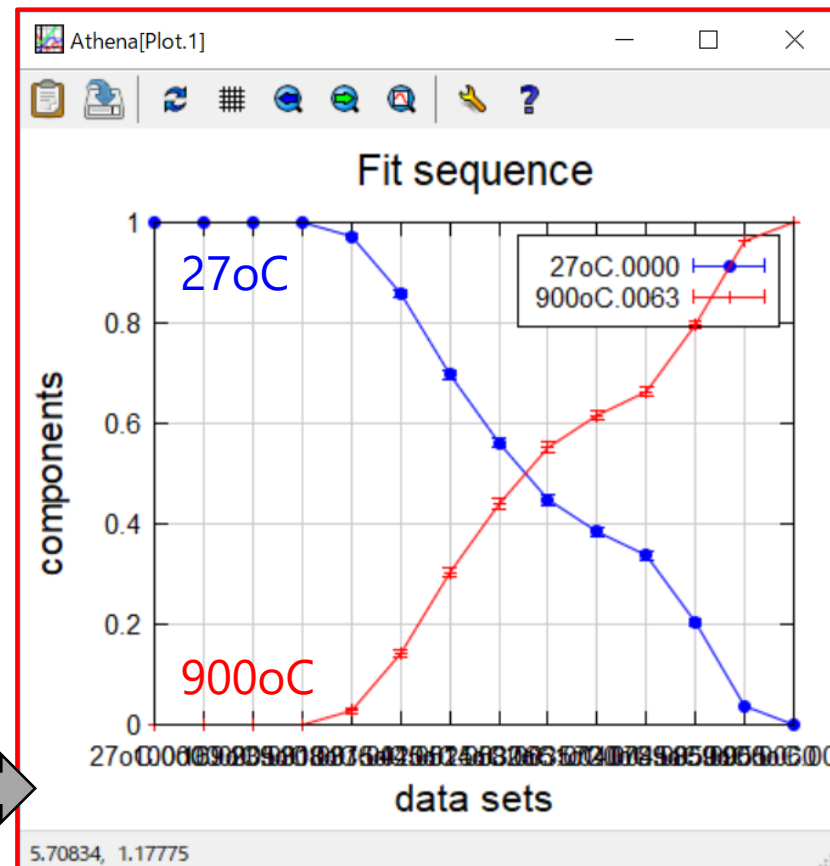 Athena[Plot.1]
Fit sequence
1
27oC
27oC.0000
900oC.0063
0.8
0.6
components
0.4
0.2
900oC
0
data sets
5.70834, 1.17775